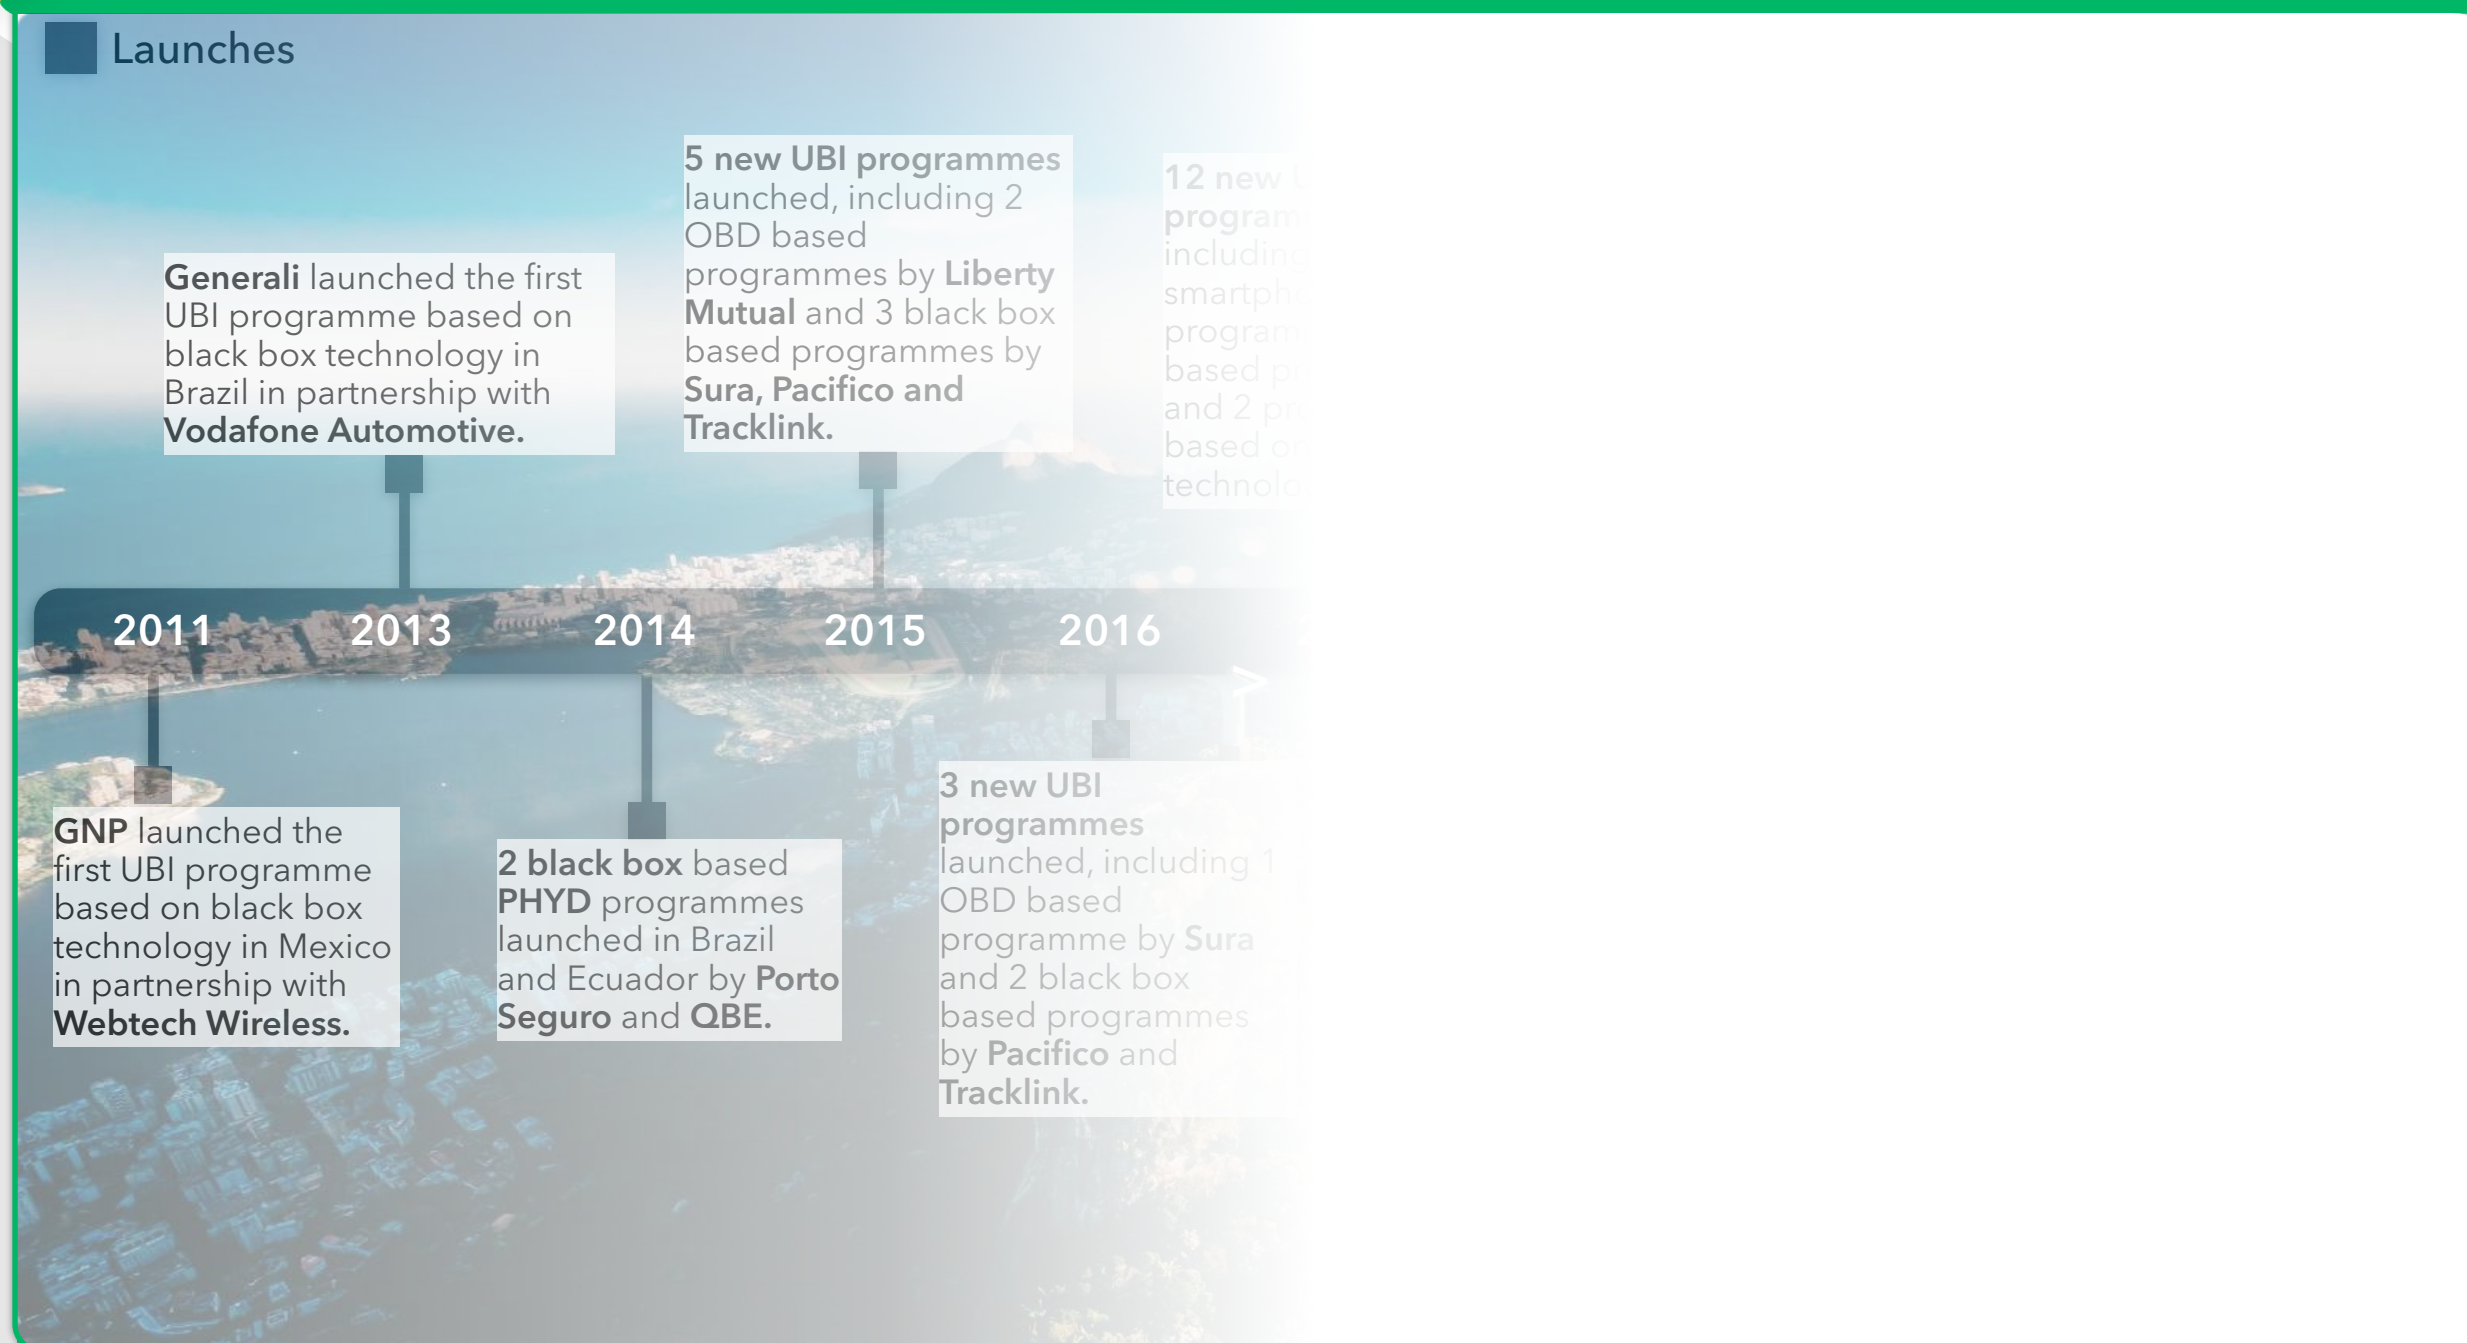 Launches
Generali launched the first
UBI programme based on
black box technology in
Brazil in partnership with
Vodafone Automotive.
5 new UBI programmes
launched, including 2
OBD based
programmes by Liberty
Mutual and 3 black box
based programmes by
Sura, Pacifico and
Tracklink.
12 new
including
based
and 2
based
2011 2013 2014 2015 2016
>
GNP launched the
first UBI programme
based on black box
technology in Mexico
in partnership with
Webtech Wireless.
2 black box based
PHYD programmes
launched in Brazil
and Ecuador by Porto
Seguro and QBE.
3 new UBI
programmes
launched, including 1
OBD based
programme by Sura
and 2 black box
based programmes
by Pacifico and
Tracklink.